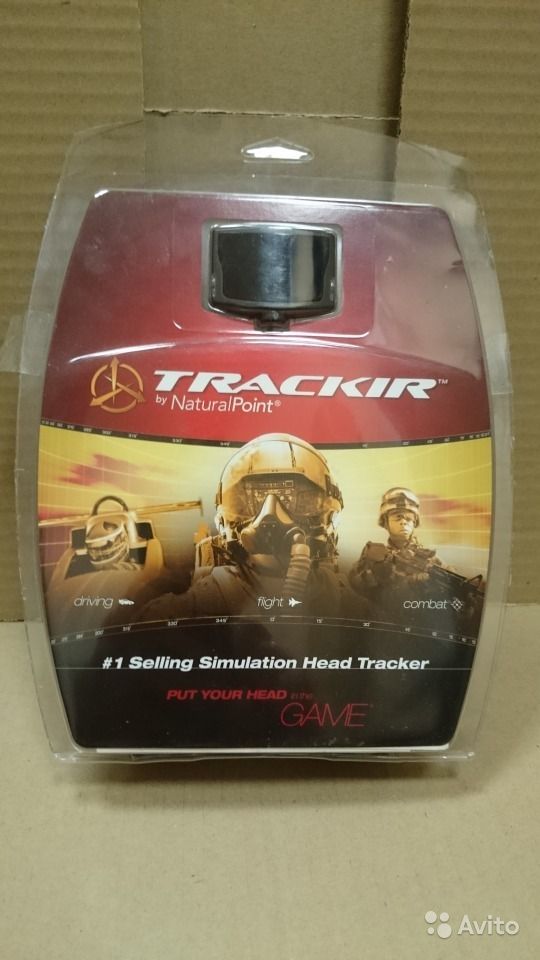 TRACKIR™
by NaturalPoint®
driving
flight
combat
#1 Selling Simulation Head Tracker
PUT YOUR HEAD in the
GAME®
Avito